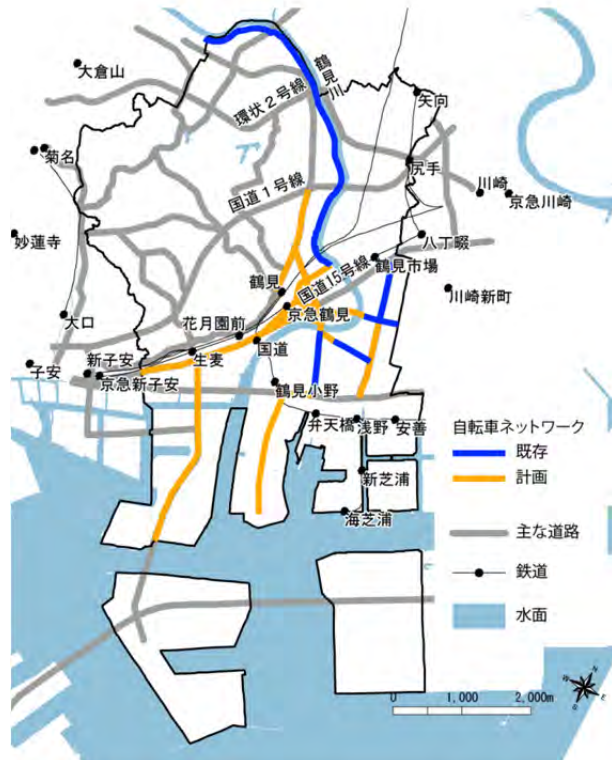 大倉山
環状2号線
鶴見川
矢向
菊名
尻手
国道1号線
川崎
京急川崎
妙蓮寺
八丁畷
鶴見市場
国道15号線
鶴見
川崎新町
大口
花月園前
京急鶴見
国道
新子安
生麦
子安
京急新子安
鶴見小野
弁天橋
浅野
安善
新芝浦
海芝浦
自転車ネットワーク
既存
計画
主な道路
鉄道
水面
N
W
E
S
0 1,000 2,000m